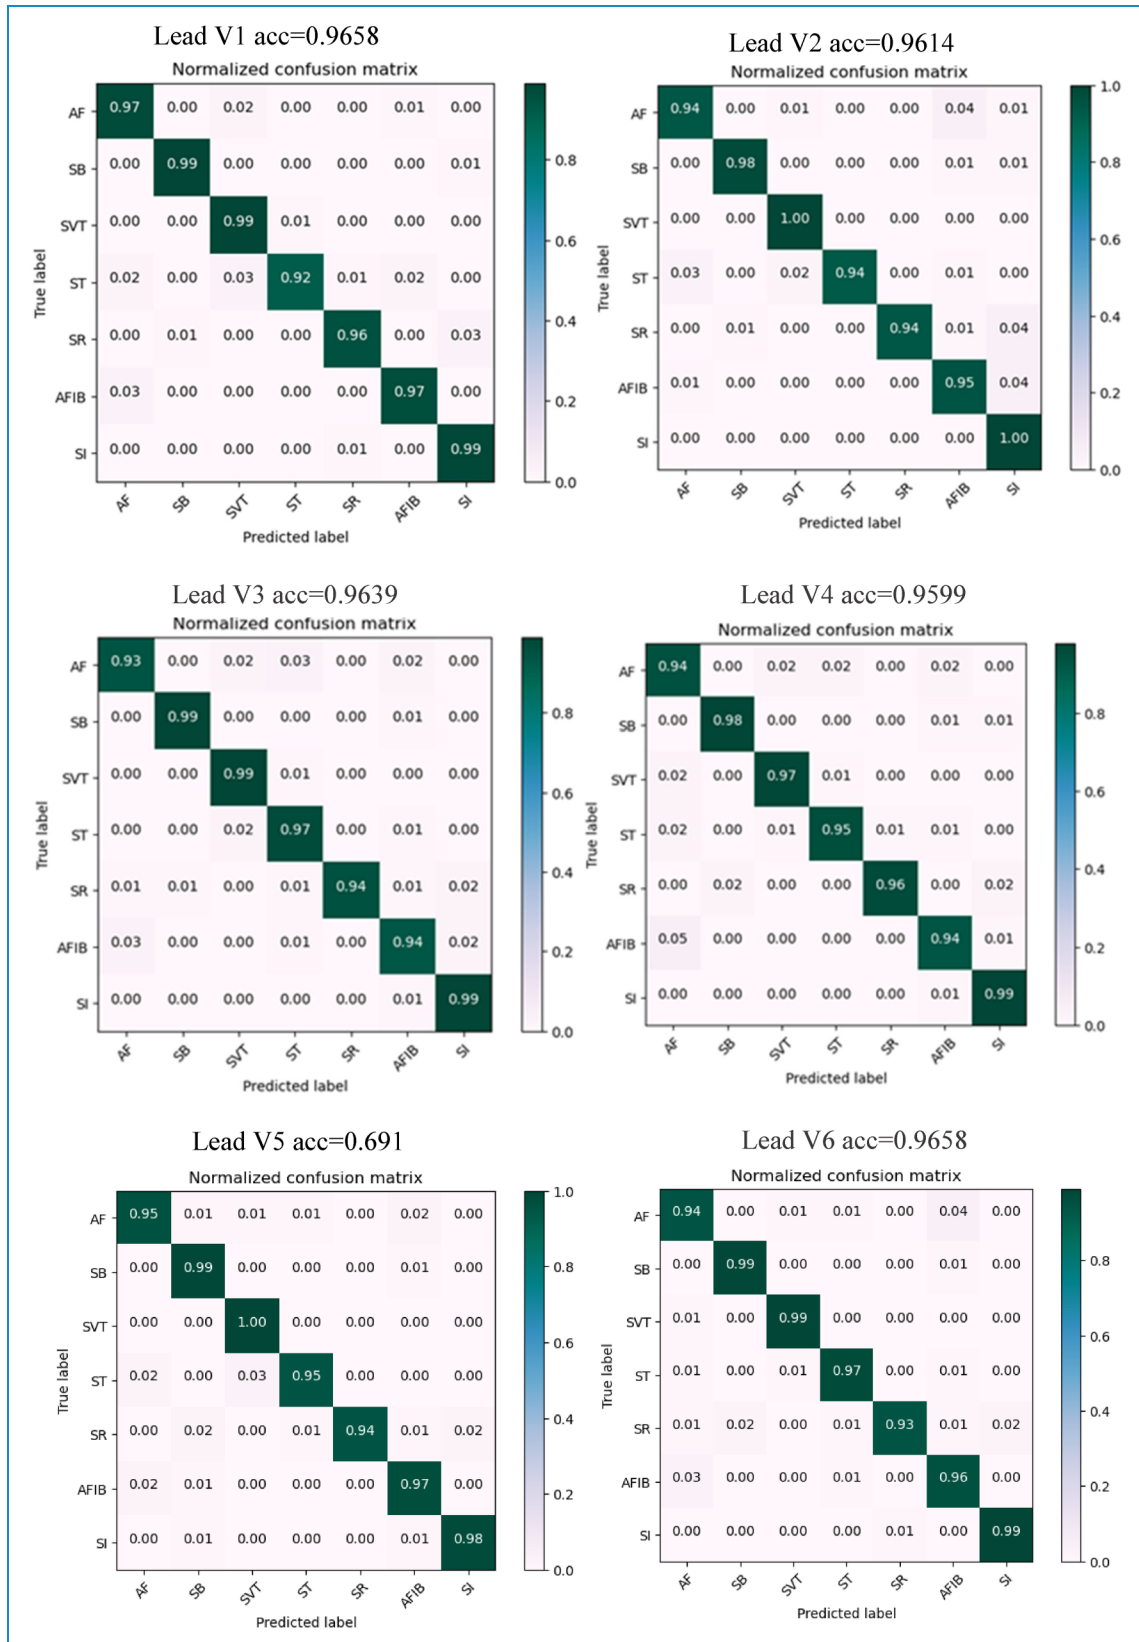 Lead V1 acc=0.9658
Normalized confusion matrix
True label
AF 0.97 0.00 0.02 0.00 0.00 0.01 0.00
SB 0.00 0.99 0.00 0.00 0.00 0.00 0.01
SVT 0.00 0.00 0.99 0.01 0.00 0.00 0.00
ST 0.02 0.00 0.03 0.92 0.01 0.02 0.00
SR 0.00 0.01 0.00 0.00 0.96 0.00 0.03
AFIB 0.03 0.00 0.00 0.00 0.00 0.97 0.00
SI 0.00 0.00 0.00 0.00 0.01 0.00 0.99
AF SB SVT ST SR AFIB SI
Predicted label
0.8
0.6
0.4
0.2
0.0
Lead V2 acc=0.9614
Normalized confusion matrix
True label
AF 0.94 0.00 0.01 0.00 0.00 0.04 0.01
SB 0.00 0.98 0.00 0.00 0.00 0.01 0.01
SVT 0.00 0.00 1.00 0.00 0.00 0.00 0.00
ST 0.03 0.00 0.02 0.94 0.00 0.01 0.00
SR 0.00 0.01 0.00 0.00 0.94 0.01 0.04
AFIB 0.01 0.00 0.00 0.00 0.00 0.95 0.04
SI 0.00 0.00 0.00 0.00 0.00 0.00 1.00
AF SB SVT ST SR AFIB SI
Predicted label
1.0
0.8
0.6
0.4
0.2
0.0
Lead V3 acc=0.9639
Normalized confusion matrix
True label
AF 0.93 0.00 0.02 0.03 0.00 0.02 0.00
SB 0.00 0.99 0.00 0.00 0.00 0.01 0.00
SVT 0.00 0.00 0.99 0.01 0.00 0.00 0.00
ST 0.00 0.00 0.02 0.97 0.00 0.01 0.00
SR 0.01 0.01 0.00 0.01 0.94 0.01 0.02
AFIB 0.03 0.00 0.00 0.01 0.00 0.94 0.02
SI 0.00 0.00 0.00 0.00 0.00 0.01 0.99
AF SB SVT ST SR AFIB SI
Predicted label
0.8
0.6
0.4
0.2
0.0
Lead V4 acc=0.9599
Normalized confusion matrix
True label
AF 0.94 0.00 0.02 0.02 0.00 0.02 0.00
SB 0.00 0.98 0.00 0.00 0.00 0.01 0.01
SVT 0.02 0.00 0.97 0.01 0.00 0.00 0.00
ST 0.02 0.00 0.01 0.95 0.01 0.01 0.00
SR 0.00 0.02 0.00 0.00 0.96 0.00 0.02
AFIB 0.05 0.00 0.00 0.00 0.00 0.94 0.01
SI 0.00 0.00 0.00 0.00 0.00 0.01 0.99
AF SB SVT ST SR AFIB SI
Predicted label
0.8
0.6
0.4
0.2
0.0
Lead V5 acc=0.691
Normalized confusion matrix
True label
AF 0.95 0.01 0.01 0.01 0.00 0.02 0.00
SB 0.00 0.99 0.00 0.00 0.00 0.01 0.00
SVT 0.00 0.00 1.00 0.00 0.00 0.00 0.00
ST 0.02 0.00 0.03 0.95 0.00 0.00 0.00
SR 0.00 0.02 0.00 0.01 0.94 0.01 0.02
AFIB 0.02 0.01 0.00 0.00 0.00 0.97 0.00
SI 0.00 0.01 0.00 0.00 0.00 0.01 0.98
AF SB SVT ST SR AFIB SI
Predicted label
1.0
0.8
0.6
0.4
0.2
0.0
Lead V6 acc=0.9658
Normalized confusion matrix
True label
AF 0.94 0.00 0.01 0.01 0.00 0.04 0.00
SB 0.00 0.99 0.00 0.00 0.00 0.01 0.00
SVT 0.01 0.00 0.99 0.00 0.00 0.00 0.00
ST 0.01 0.00 0.01 0.97 0.00 0.01 0.00
SR 0.01 0.02 0.00 0.01 0.93 0.01 0.02
AFIB 0.03 0.00 0.00 0.01 0.00 0.96 0.00
SI 0.00 0.00 0.00 0.00 0.01 0.00 0.99
AF SB SVT ST SR AFIB SI
Predicted label
0.8
0.6
0.4
0.2
0.0